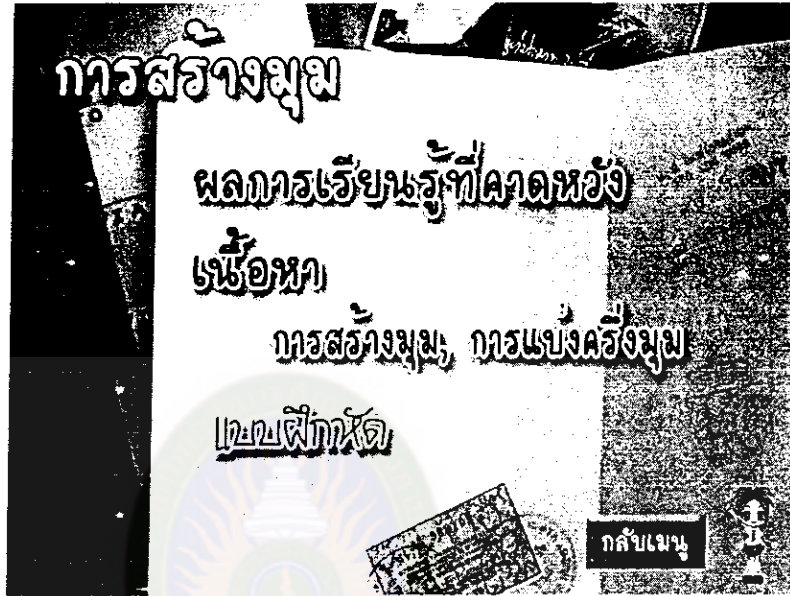 การสร้างมุม
ผลการเรียนรู้ที่คาดหวัง
เนื้อหา
การสร้างมุม, การแบ่งครึ่งมุม
แบบฝึกหัด
กลับเมนู